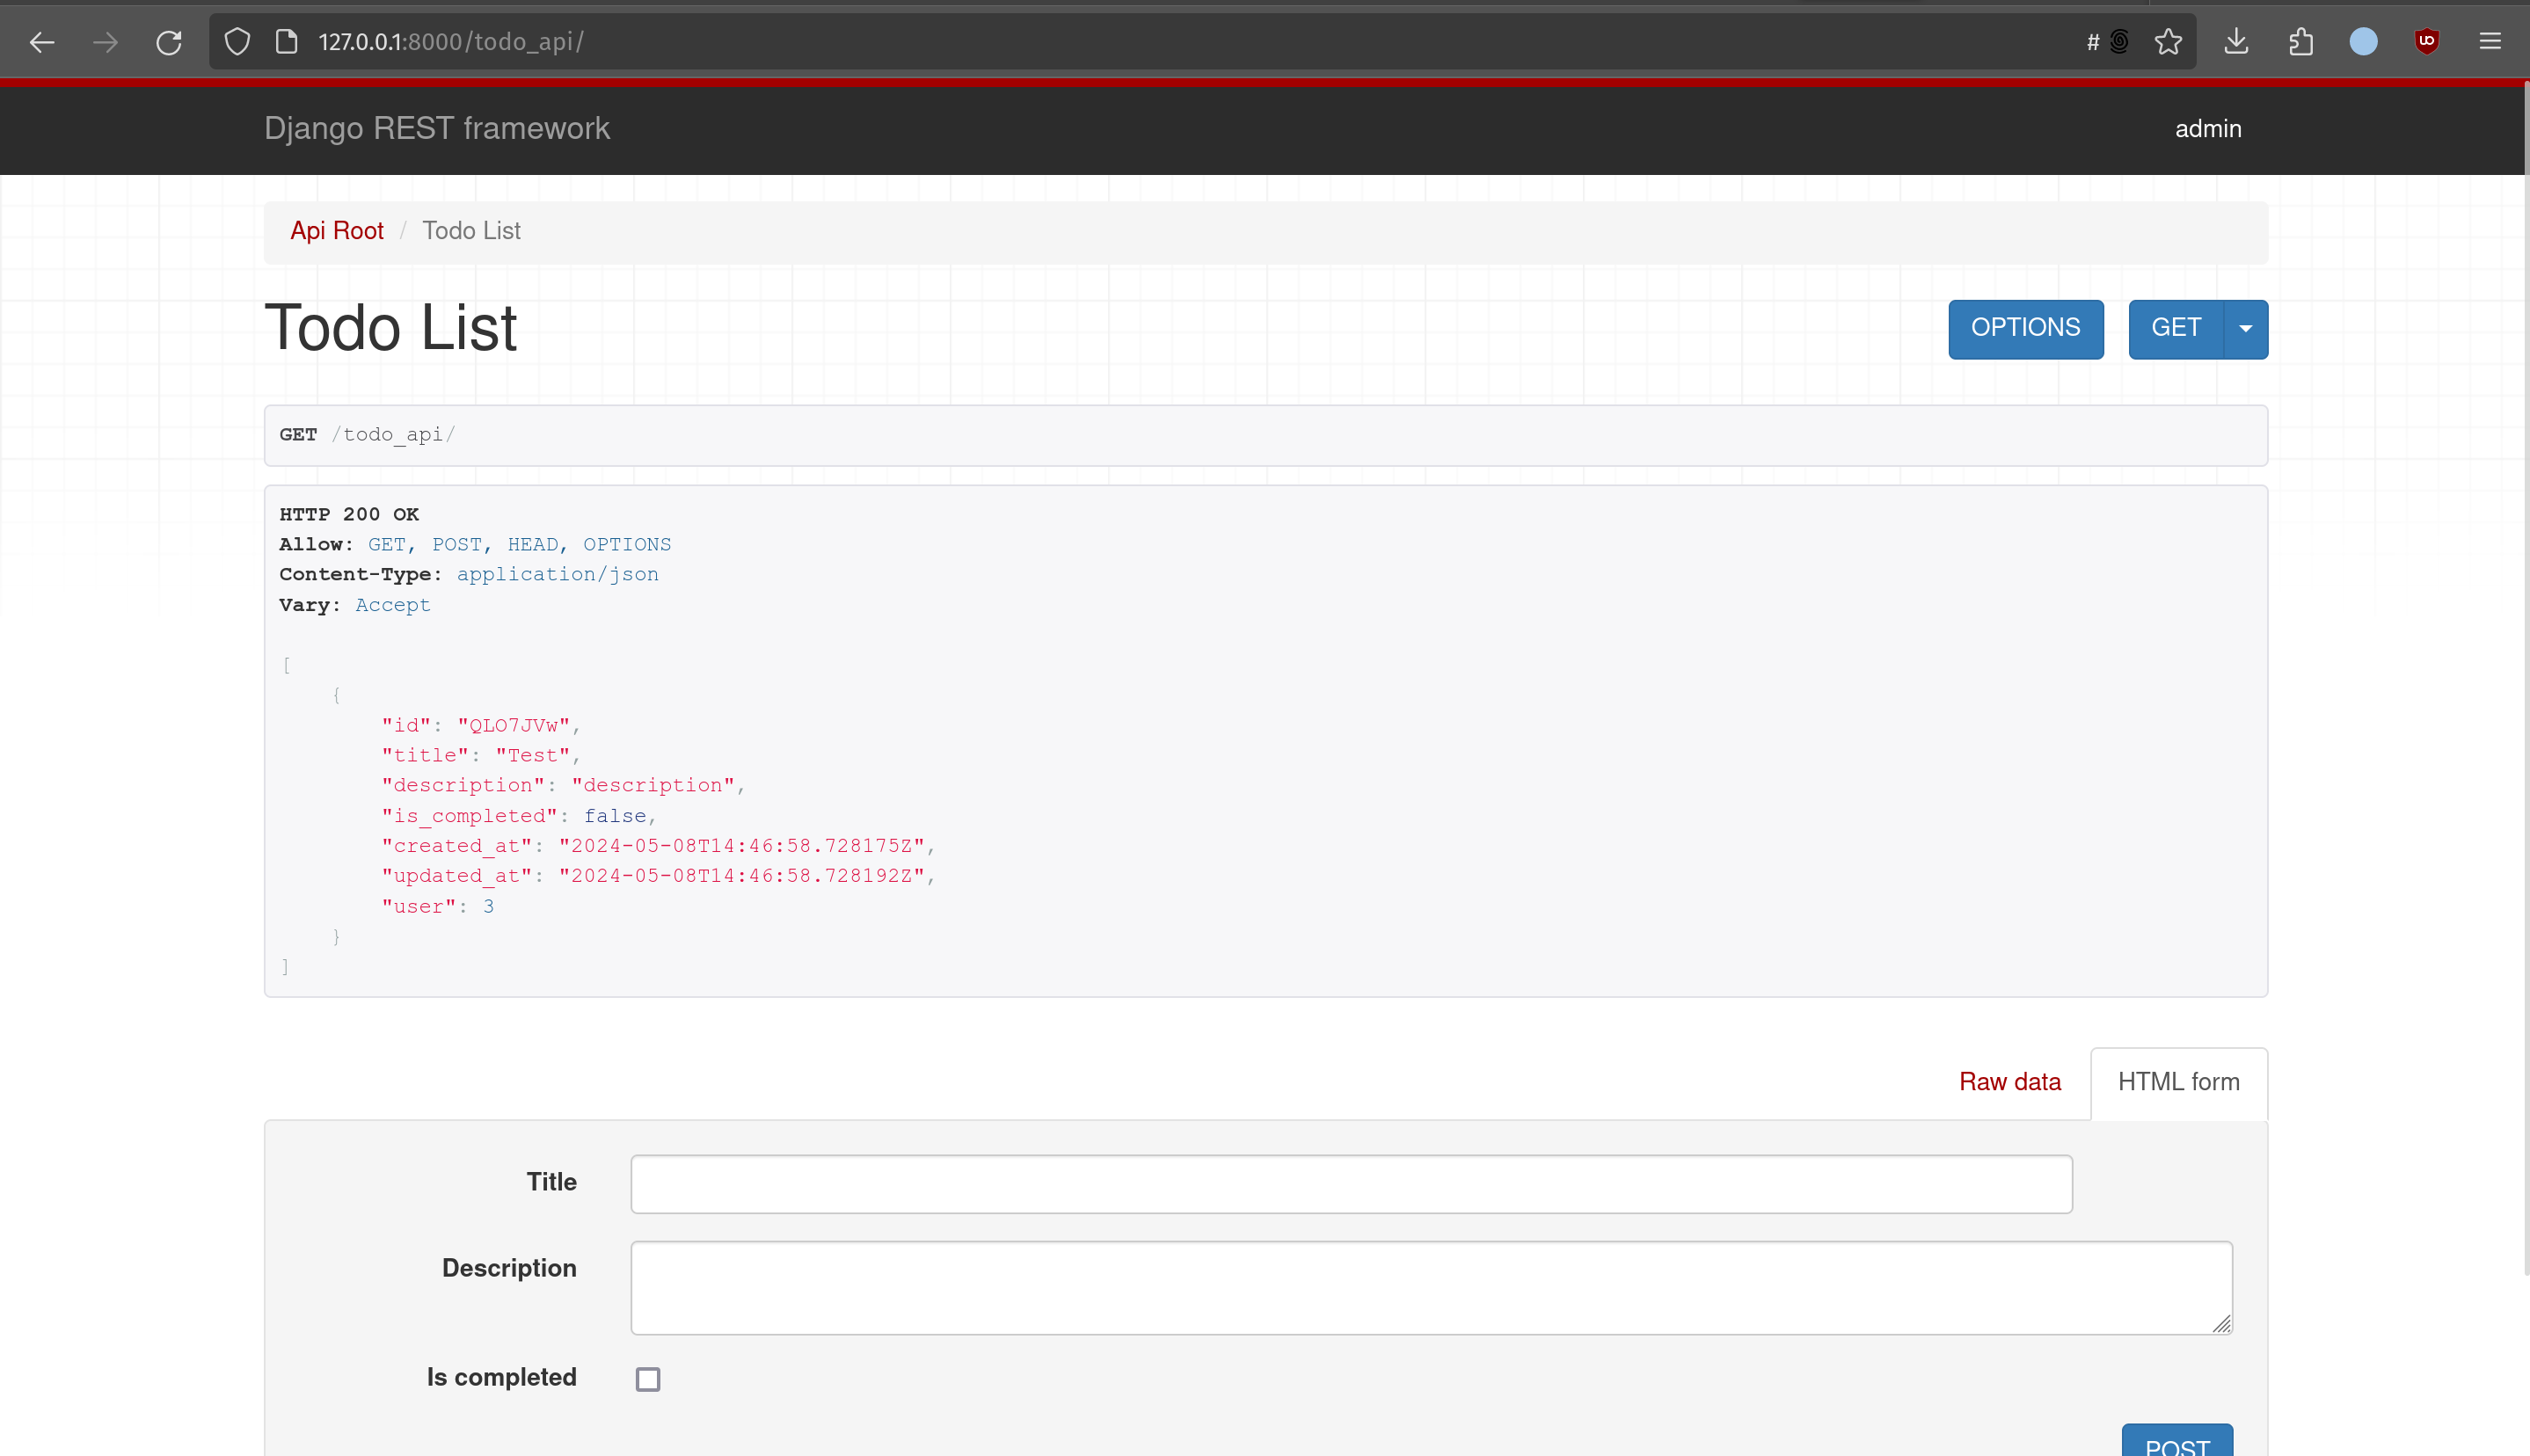 127.0.0.1:8000/todo_api/
#
Django REST framework
admin
Api Root / Todo List
Todo List
OPTIONS
GET
GET /todo_api/
HTTP 200 OK
Allow: GET, POST, HEAD, OPTIONS
Content-Type: application/json
Vary: Accept
[
    {
        "id": "QLO7JVw",
        "title": "Test",
        "description": "description",
        "is_completed": false,
        "created_at": "2024-05-08T14:46:58.728175Z",
        "updated_at": "2024-05-08T14:46:58.728192Z",
        "user": 3
    }
]
Raw data
HTML form
Title
Description
Is completed
POST